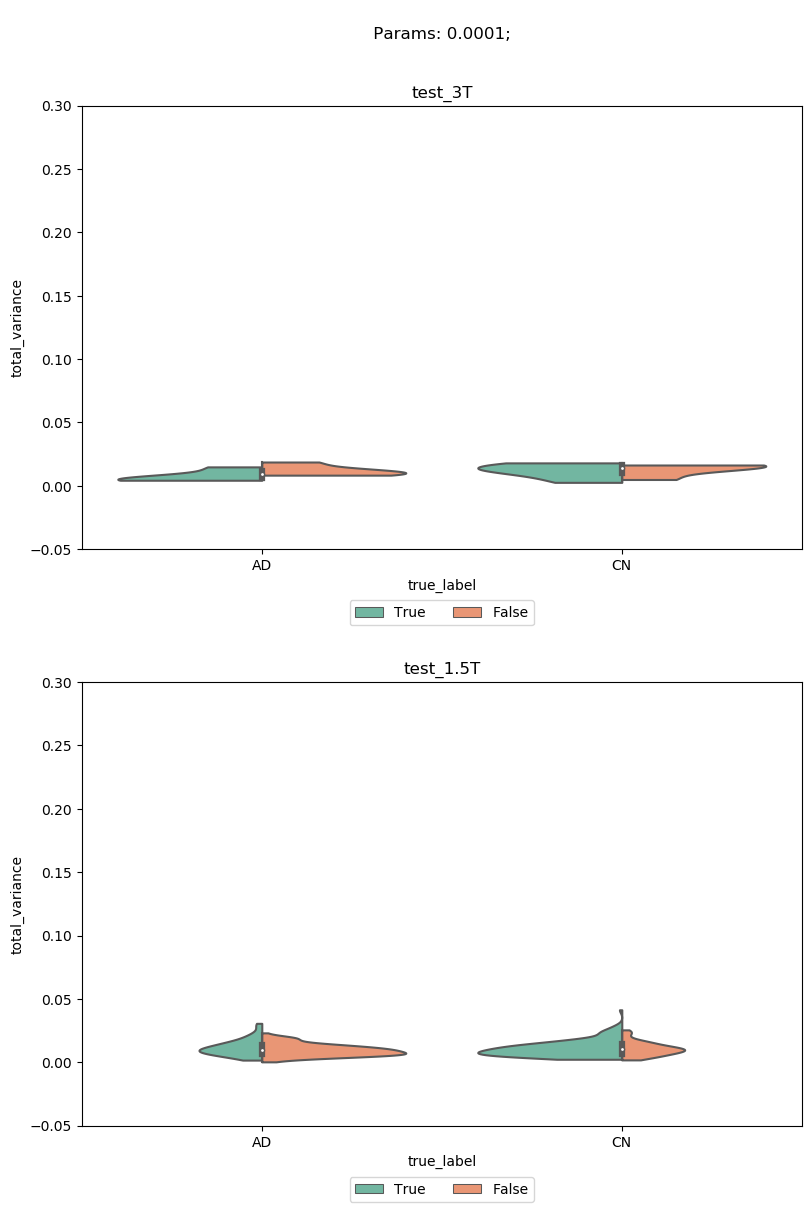 Params: 0.0001;
test_3T
0.30
0.25
0.20
0.15
0.10
0.05
0.00
−0.05
total_variance
AD CN
true_label
True False
test_1.5T
0.30
0.25
0.20
0.15
0.10
0.05
0.00
−0.05
total_variance
AD CN
true_label
True False